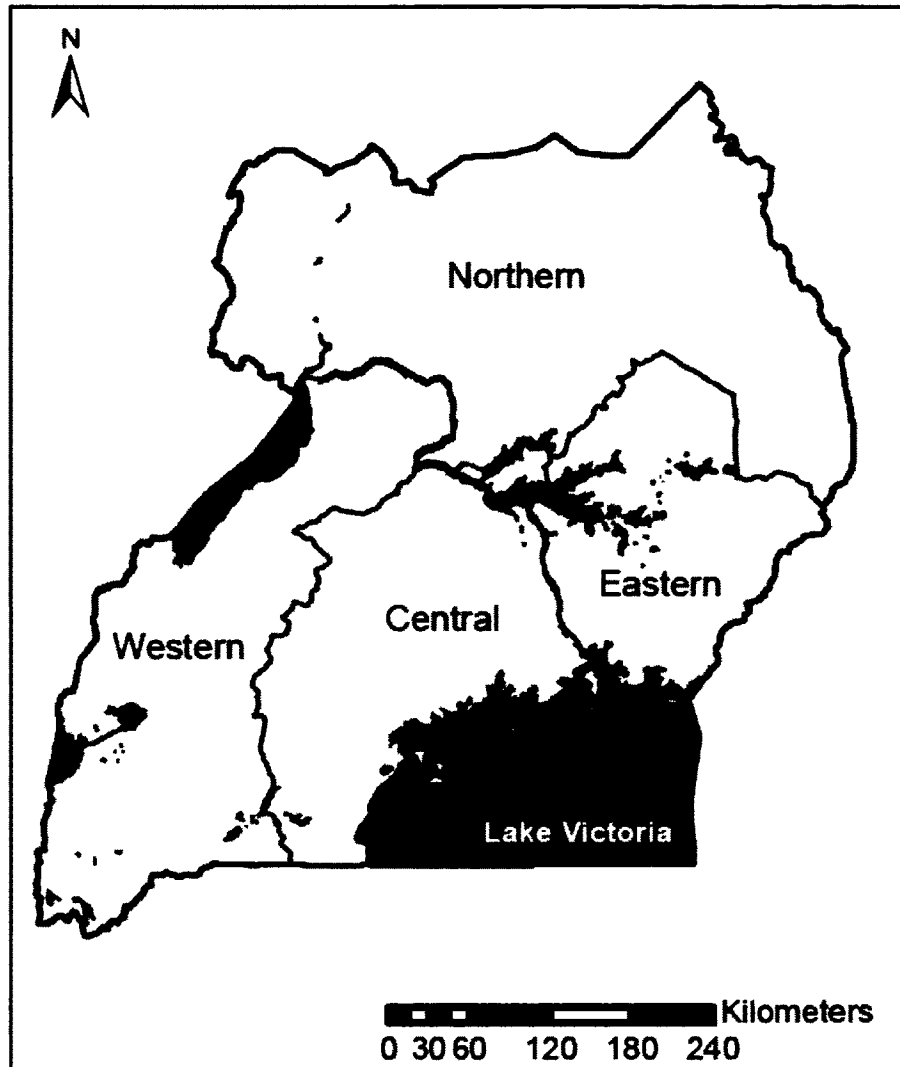 N
Northern
Eastern
Central
Western
Lake Victoria
Kilometers
0 30 60 120 180 240